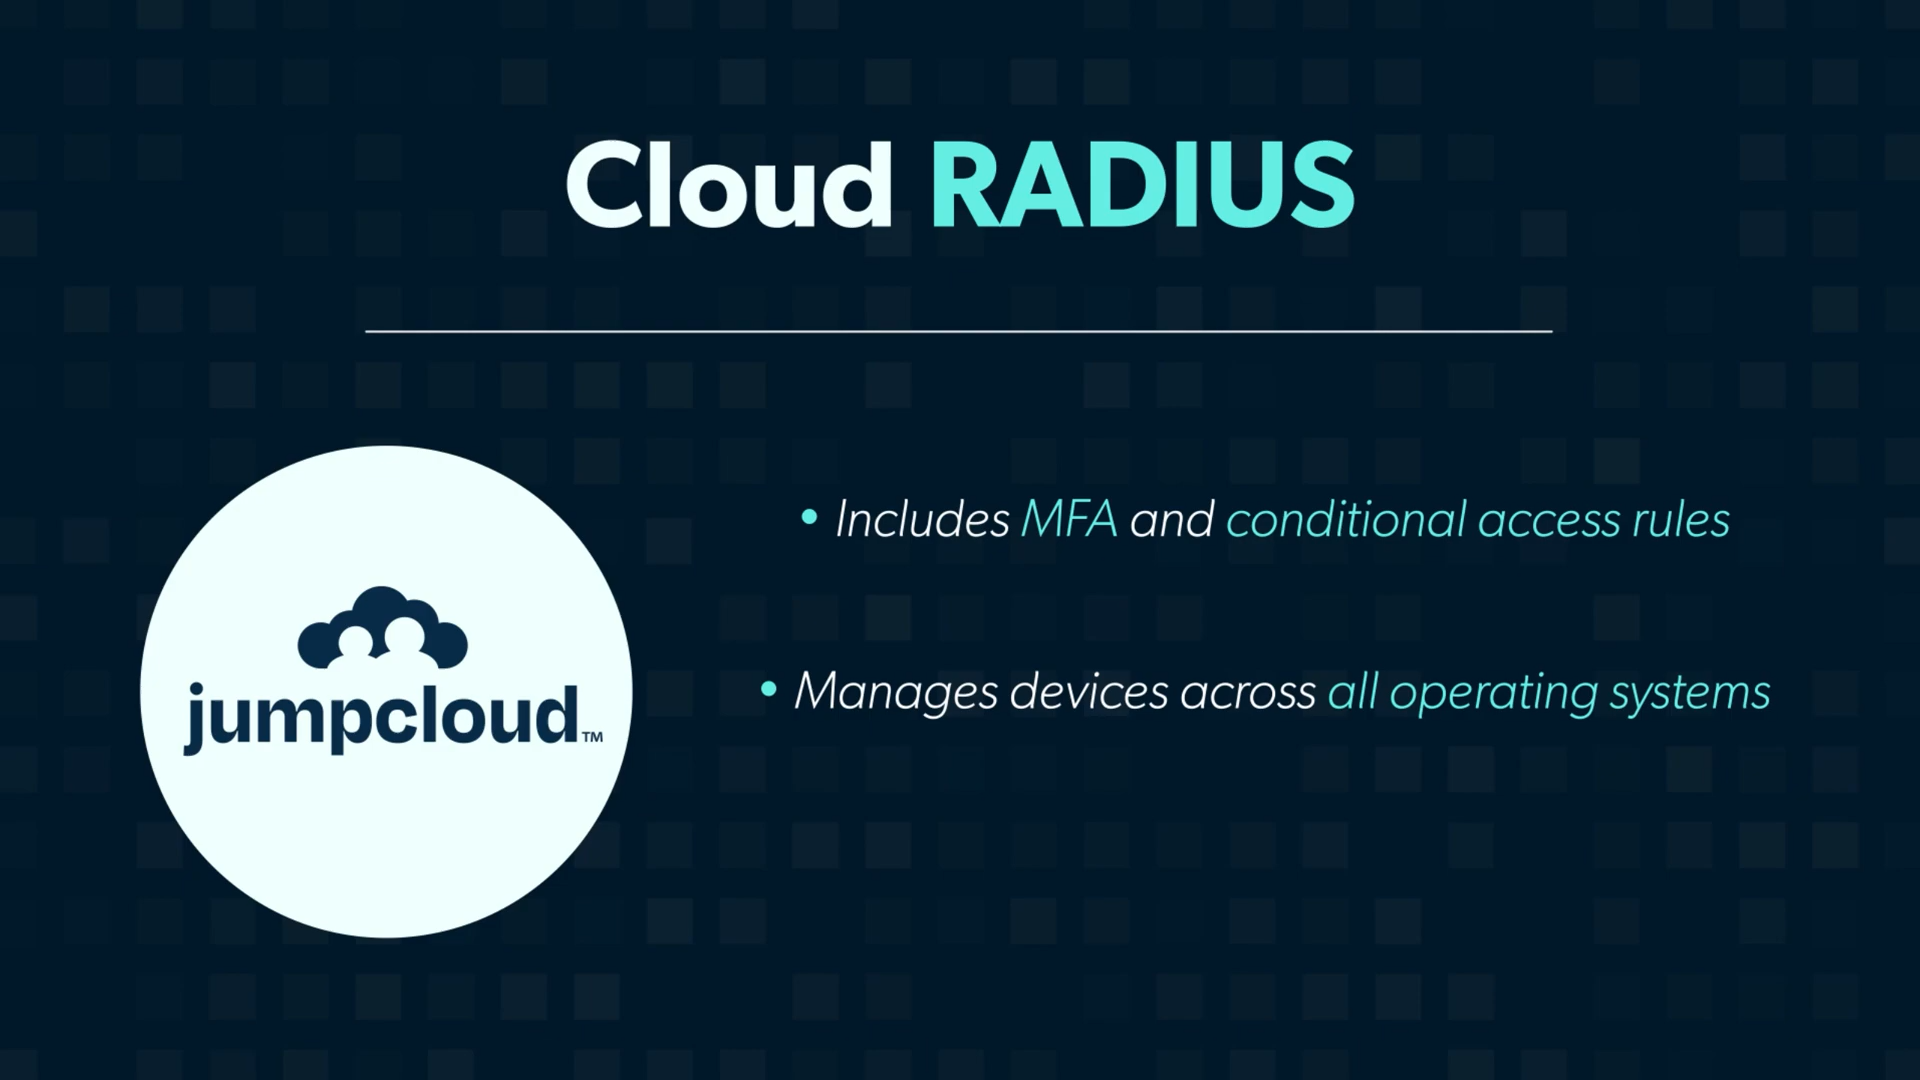 Cloud RADIUS
• Includes MFA and conditional access rules
jumpcloud™
• Manages devices across all operating systems